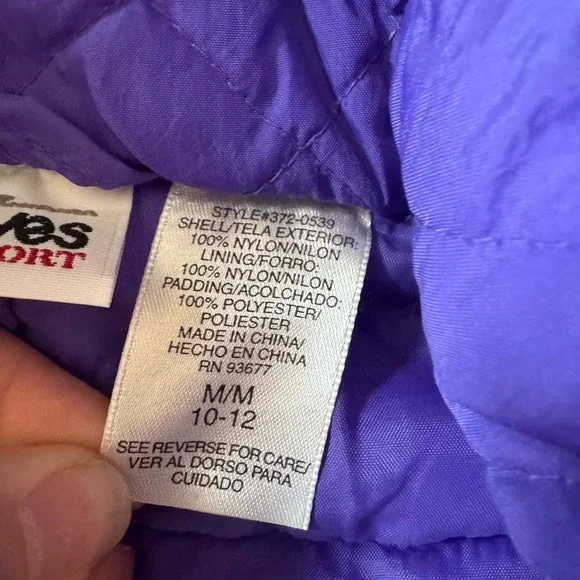 yes
ORT
STYLE#372-0539
SHELL/TELA EXTERIOR:
100% NYLON/NILON
LINING/FORRO:
100% NYLON/NILON
PADDING/ACOLCHADO:
100% POLYESTER/
POLIESTER
MADE IN CHINA/
HECHO EN CHINA
RN 93677
M/M
10-12
SEE REVERSE FOR CARE/
VER AL DORSO PARA
CUIDADO